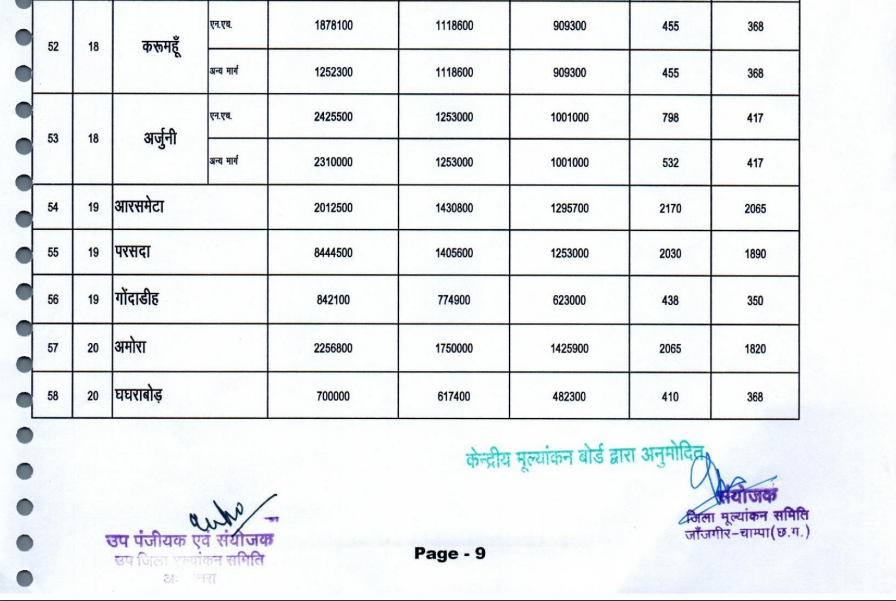 एन.एच. 1878100 1118600 909300 455 368
52 18 करूमहूँ
अन्य मार्ग 1252300 1118600 909300 455 368
एन.एच. 2425500 1253000 1001000 798 417
53 18 अर्जुनी
अन्य मार्ग 2310000 1253000 1001000 532 417
54 19 आरसमेटा 2012500 1430800 1295700 2170 2065
55 19 परसदा 8444500 1405600 1253000 2030 1890
56 19 गोंदाडीह 842100 774900 623000 438 350
57 20 अमोरा 2256800 1750000 1425900 2065 1820
58 20 घघराबोड़ 700000 617400 482300 410 368
केन्द्रीय मूल्यांकन बोर्ड द्वारा अनुमोदित
संयोजक
जिला मूल्यांकन समिति
जाँजगीर-चाम्पा(छ.ग.)
उप पंजीयक एवं संयोजक
उप जिला मूल्यांकन समिति
Page - 9